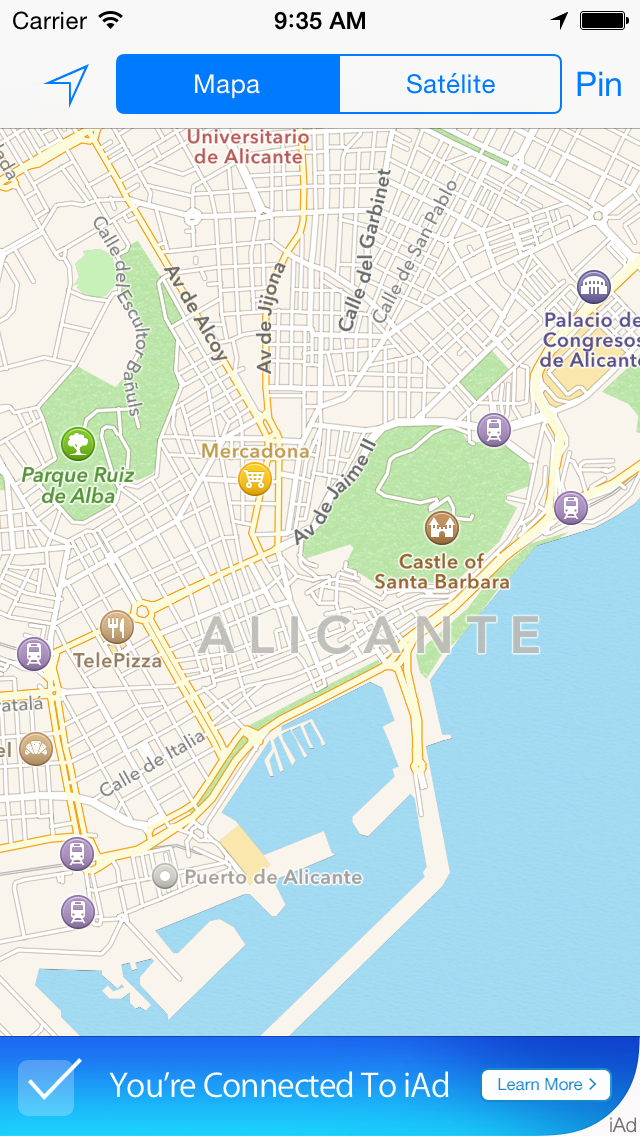 Carrier 9:35 AM
Mapa Satélite Pin
Universitario
de Alicante
Calle del Escultor Bañuls
Av de Alcoy
Av de Jijona
Calle del Garbinet
Calle de San Pablo
Palacio de
Congresos
de Alicante
Mercadona
Av de Jaime II
Parque Ruiz
de Alba
Castle of
Santa Barbara
ALICANTE
TelePizza
Calle de Italia
Puerto de Alicante
You're Connected To iAd
Learn More >
iAd